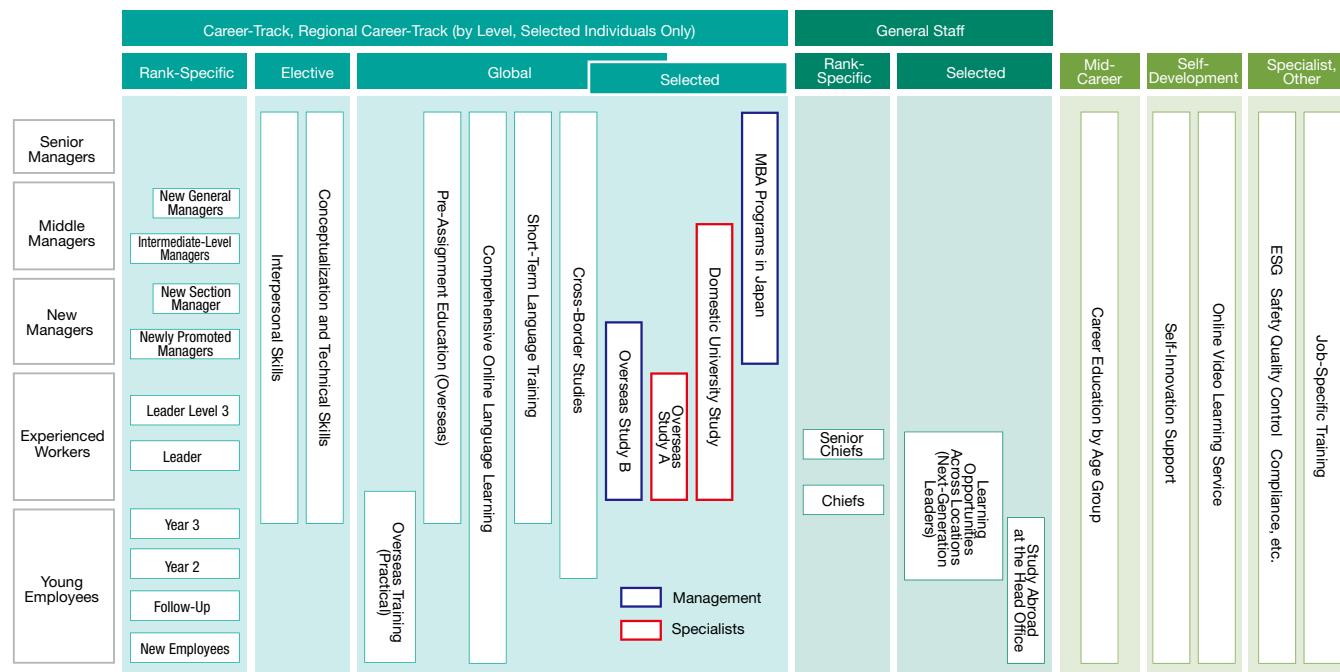 Career-Track, Regional Career-Track (by Level, Selected Individuals Only)
General Staff
Rank-Specific
Elective
Global
Selected
Rank-
Specific
Selected
Mid-
Career
Self-
Development
Specialist,
Other
Senior
Managers
Middle
Managers
New
Managers
Experienced
Workers
Young
Employees
New General
Managers
Intermediate-Level
Managers
New Section
Manager
Newly Promoted
Managers
Leader Level 3
Leader
Year 3
Year 2
Follow-Up
New Employees
Interpersonal Skills
Conceptualization and Technical Skills
Overseas Training
(Practical)
Pre-Assignment Education (Overseas)
Comprehensive Online Language Learning
Short-Term Language Training
Cross-Border Studies
Overseas Study B
Overseas
Study A
Domestic University Study
MBA Programs in Japan
Management
Specialists
Senior
Chiefs
Chiefs
Learning
Opportunities
Across Locations
(Next-Generation
Leaders)
Study Abroad
at the Head Office
Career Education by Age Group
Self-Innovation Support
Online Video Learning Service
ESG Safety Quality Control Compliance, etc.
Job-Specific Training